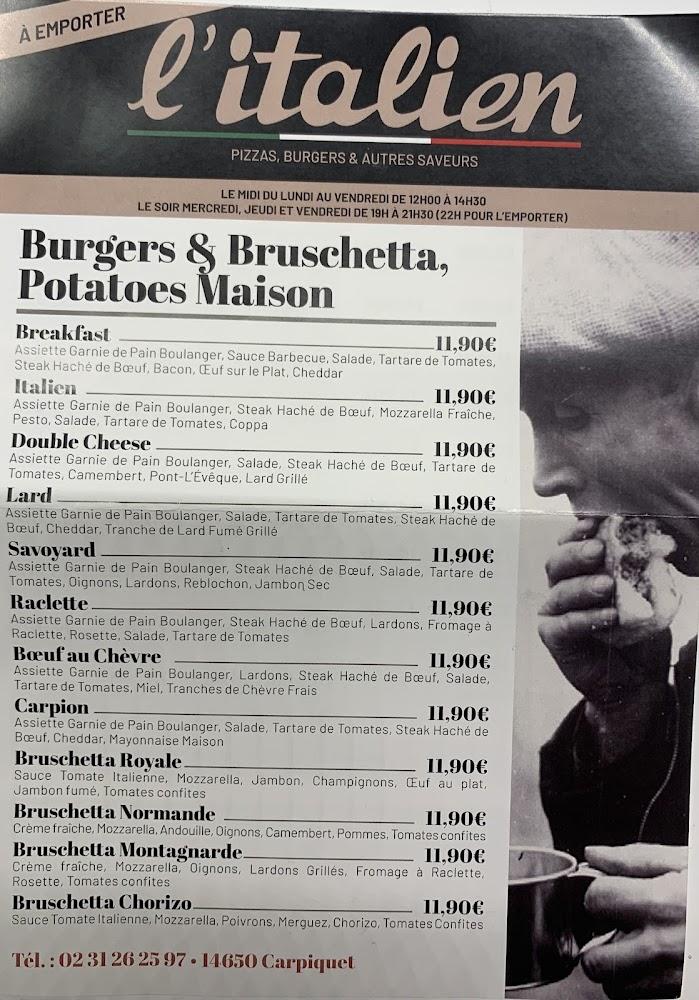 À EMPORTER
l'italien
PIZZAS, BURGERS & AUTRES SAVEURS
LE MIDI DU LUNDI AU VENDREDI DE 12H00 À 14H30
LE SOIR MERCREDI, JEUDI ET VENDREDI DE 19H À 21H30 (22H POUR L'EMPORTER)
Burgers & Bruschetta,
Potatoes Maison
Breakfast 11,90€
Assiette Garnie de Pain Boulanger, Sauce Barbecue, Salade, Tartare de Tomates,
Steak Haché de Bœuf, Bacon, Œuf sur le Plat, Cheddar
Italien 11,90€
Assiette Garnie de Pain Boulanger, Steak Haché de Bœuf, Mozzarella Fraîche,
Pesto, Salade, Tartare de Tomates, Coppa
Double Cheese 11,90€
Assiette Garnie de Pain Boulanger, Salade, Steak Haché de Bœuf, Tartare de
Tomates, Camembert, Pont-L'Évêque, Lard Grillé
Lard 11,90€
Assiette Garnie de Pain Boulanger, Salade, Tartare de Tomates, Steak Haché de
Bœuf, Cheddar, Tranche de Lard Fumé Grillé
Savoyard 11,90€
Assiette Garnie de Pain Boulanger, Steak Haché de Bœuf, Salade, Tartare de
Tomates, Oignons, Lardons, Reblochon, Jambon Sec
Raclette 11,90€
Assiette Garnie de Pain Boulanger, Steak Haché de Bœuf, Lardons, Fromage à
Raclette, Rosette, Salade, Tartare de Tomates
Bœuf au Chèvre 11,90€
Assiette Garnie de Pain Boulanger, Lardons, Steak Haché de Bœuf, Salade,
Tartare de Tomates, Miel, Tranches de Chèvre Frais
Carpion 11,90€
Assiette Garnie de Pain Boulanger, Salade, Tartare de Tomates, Steak Haché de
Bœuf, Cheddar, Mayonnaise Maison
Bruschetta Royale 11,90€
Sauce Tomate Italienne, Mozzarella, Jambon, Champignons, Œuf au plat,
Jambon fumé, Tomates confites
Bruschetta Normande 11,90€
Crème fraîche, Mozzarella, Andouille, Oignons, Camembert, Pommes, Tomates confites
Bruschetta Montagnarde 11,90€
Crème fraîche, Mozzarella, Oignons, Lardons Grillés, Fromage à Raclette,
Rosette, Tomates confites
Bruschetta Chorizo 11,90€
Sauce Tomate Italienne, Mozzarella, Poivrons, Merguez, Chorizo, Tomates Confites
Tél. : 02 31 26 25 97 • 14650 Carpiquet